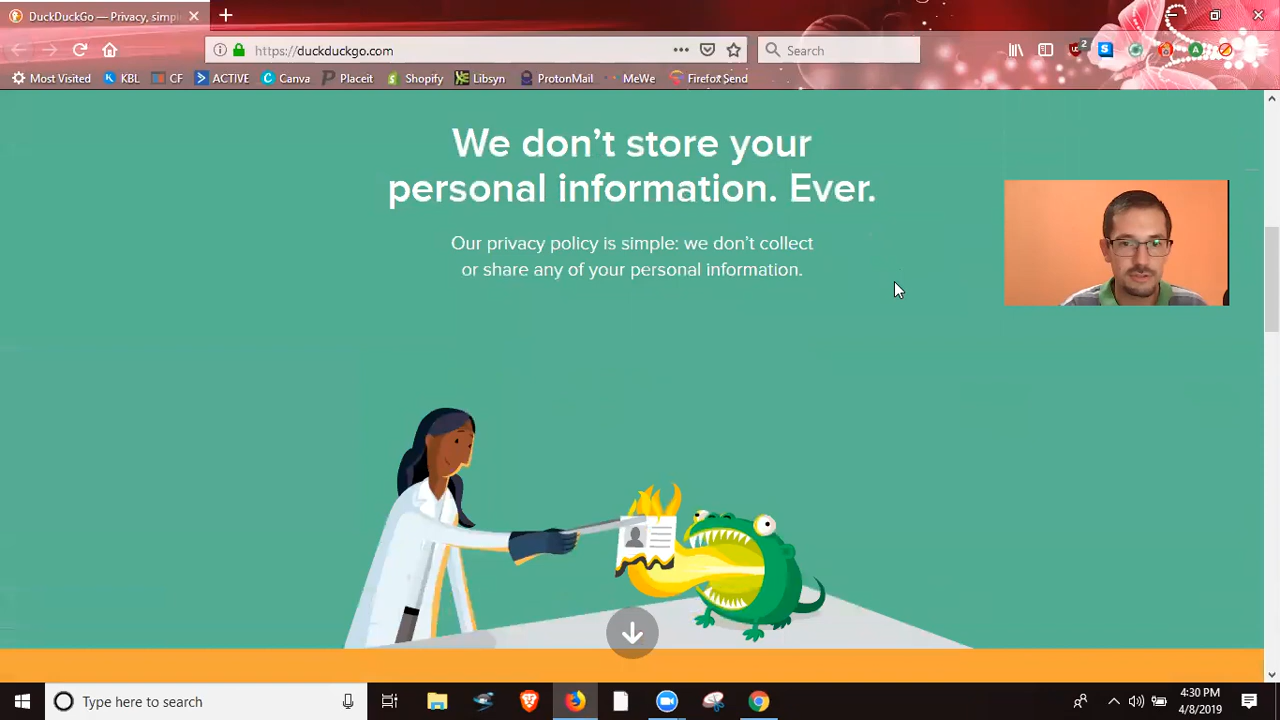 DuckDuckGo — Privacy, simpl
https://duckduckgo.com
Search
2
Most Visited KBL CF ACTIVE Canva Placeit Shopify Libsyn ProtonMail MeWe Firefox Send
We don’t store your
personal information. Ever.
Our privacy policy is simple: we don’t collect
or share any of your personal information.
Type here to search
4:30 PM
4/8/2019